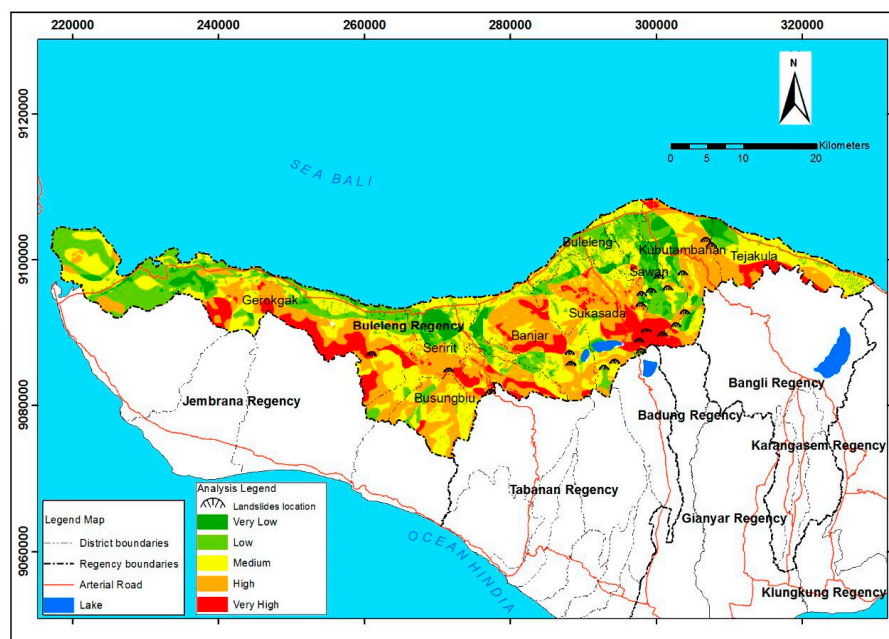 220000 240000 260000 280000 300000 320000
N
9120000
Kilometers
0 5 10 20
SEA BALI
9100000
Buleleng
Kubutambahan
Tejakula
Sawan
Gerokgak
Sukasada
Buleleng Regency
Banjar
Seririt
Bangli Regency
9080000
Busungbiu
Jembrana Regency
Badung Regency
Karangasem Regency
Tabanan Regency
Gianyar Regency
9060000
OCEAN HINDIA
Klungkung Regency
Legend Map
District boundaries
Regency boundaries
Arterial Road
Lake
Analysis Legend
Landslides location
Very Low
Low
Medium
High
Very High